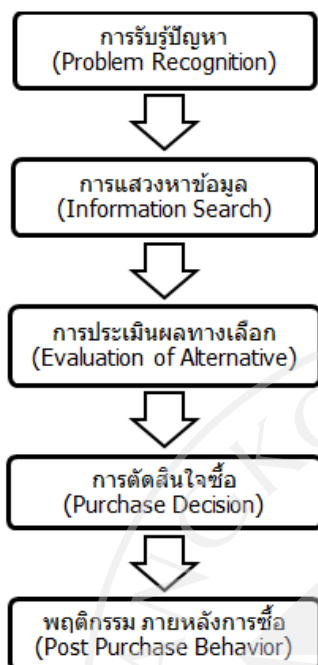 การรับรู้ปัญหา
(Problem Recognition)
การแสวงหาข้อมูล
(Information Search)
การประเมินผลทางเลือก
(Evaluation of Alternative)
การตัดสินใจซื้อ
(Purchase Decision)
พฤติกรรม ภายหลังการซื้อ
(Post Purchase Behavior)